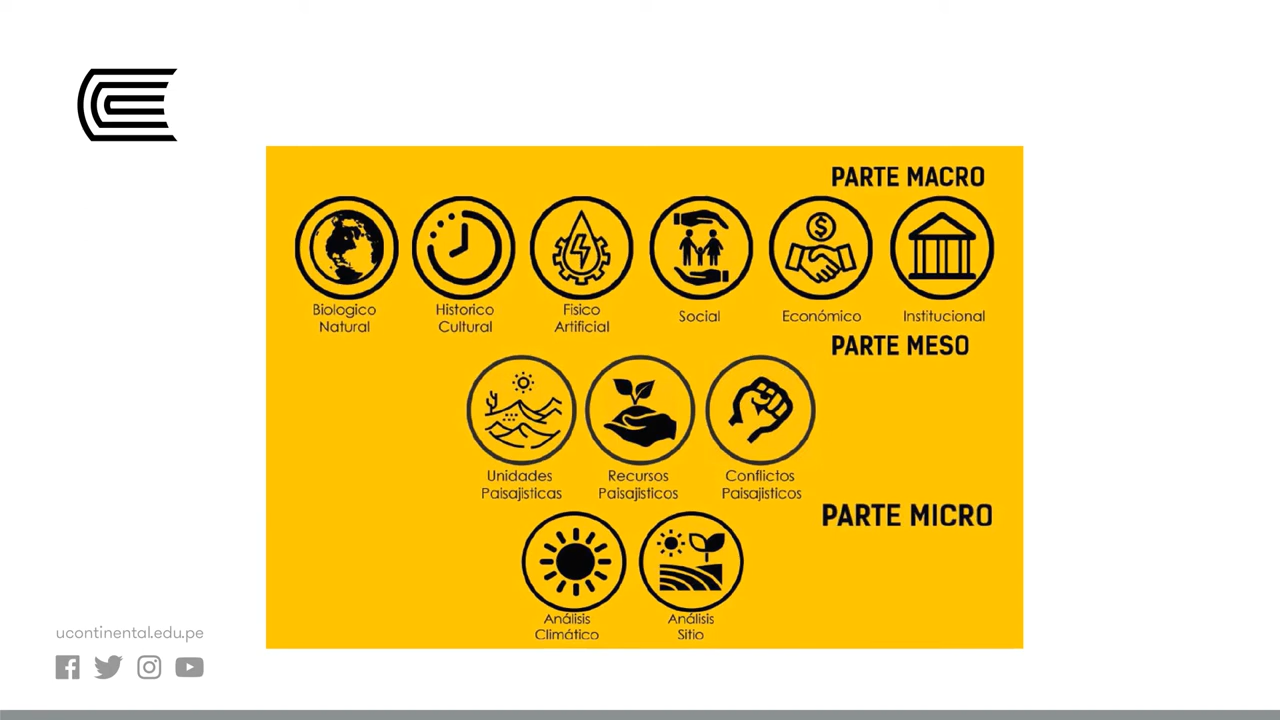 PARTE MACRO
Biologico
Natural
Historico
Cultural
Fisico
Artificial
Social
Económico
Institucional
PARTE MESO
Unidades
Paisajisticas
Recursos
Paisajisticos
Conflictos
Paisajisticos
PARTE MICRO
Análisis
Climático
Análisis
Sitio
ucontinental.edu.pe